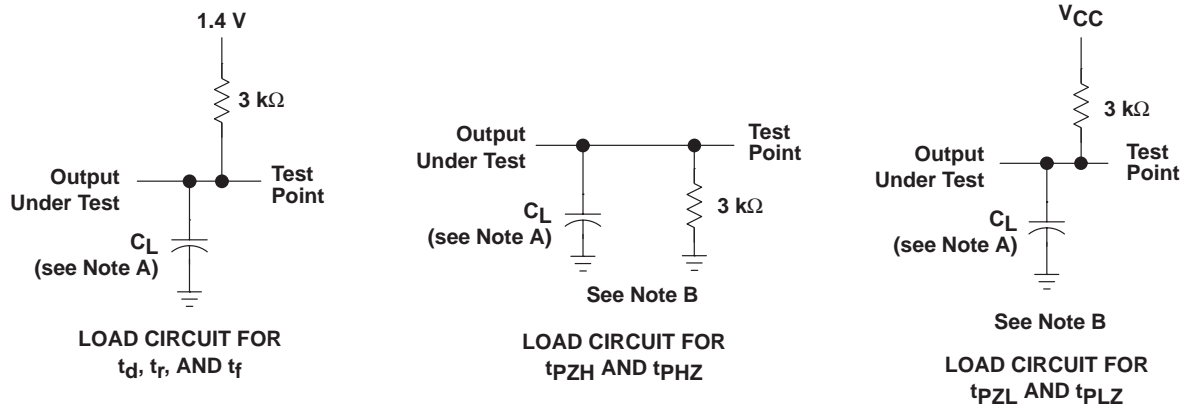 1.4 V
3 kΩ
Output
Under Test
Test
Point
CL
(see Note A)
LOAD CIRCUIT FOR
td, tr, AND tf
Output
Under Test
Test
Point
CL
(see Note A)
3 kΩ
See Note B
LOAD CIRCUIT FOR
tPZH AND tPHZ
VCC
3 kΩ
Output
Under Test
Test
Point
CL
(see Note A)
See Note B
LOAD CIRCUIT FOR
tPZL AND tPLZ